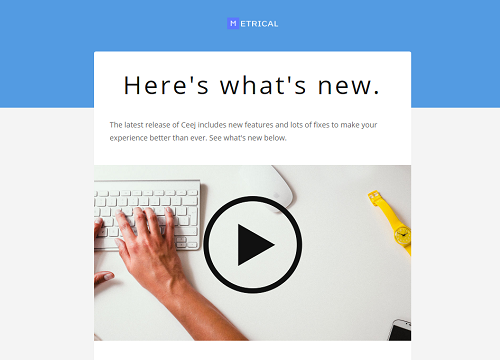 METRICAL
Here's what's new.
The latest release of Ceej includes new features and lots of fixes to make your
experience better than ever. See what's new below.